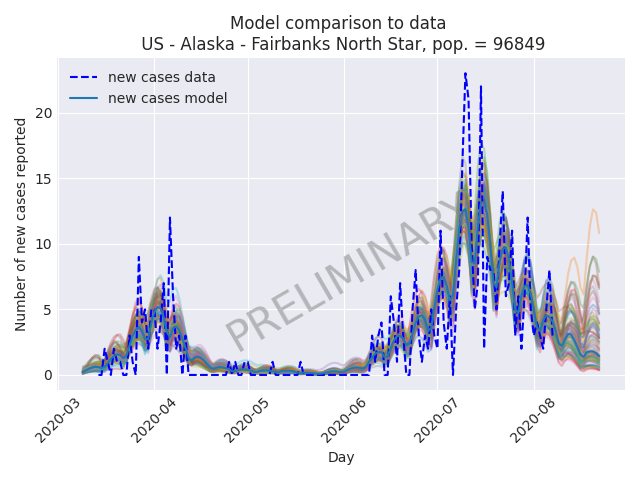 Model comparison to data
US - Alaska - Fairbanks North Star, pop. = 96849
new cases data
new cases model
Number of new cases reported
20
15
10
5
0
PRELIMINARY
2020-03
2020-04
2020-05
2020-06
2020-07
2020-08
Day